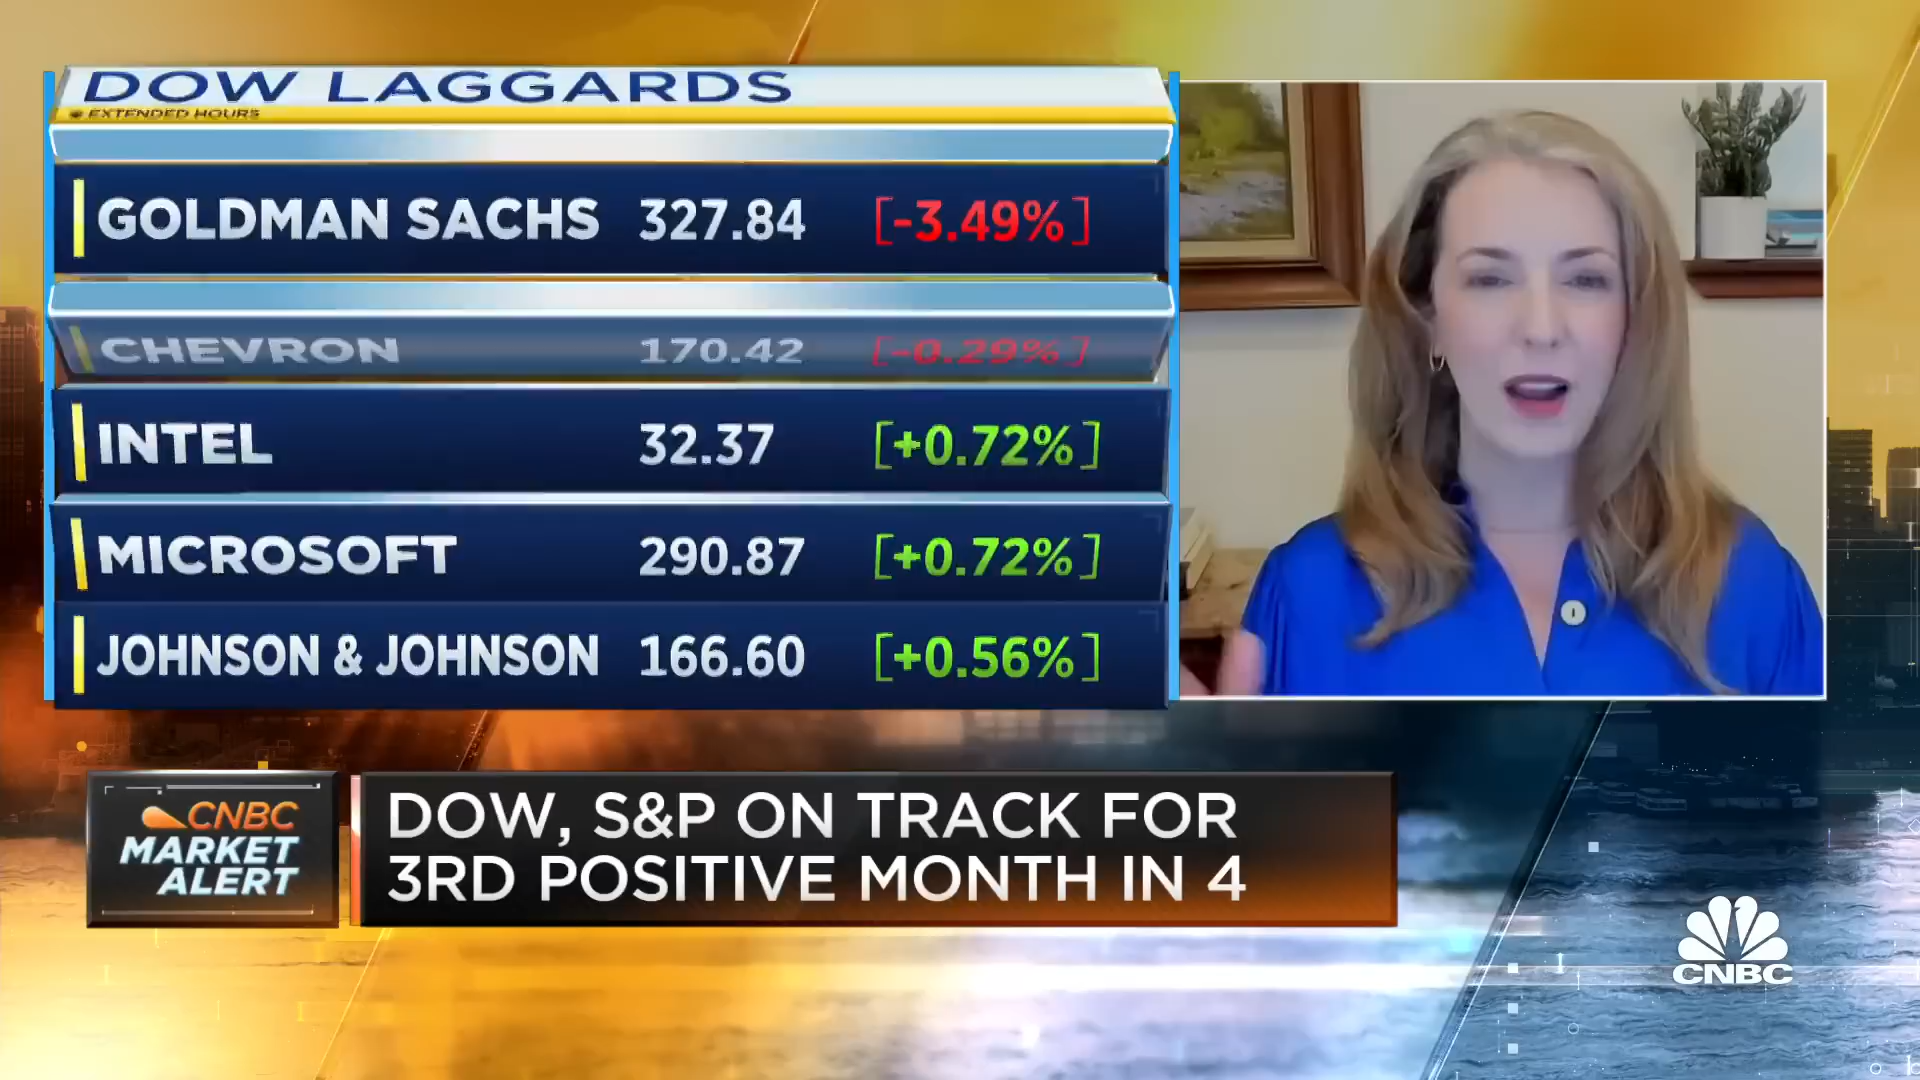 DOW LAGGARDS
EXTENDED HOURS
GOLDMAN SACHS 327.84 [-3.49%]
CHEVRON 170.42 [-0.29%]
INTEL 32.37 [+0.72%]
MICROSOFT 290.87 [+0.72%]
JOHNSON & JOHNSON 166.60 [+0.56%]
CNBC
MARKET
ALERT
DOW, S&P ON TRACK FOR
3RD POSITIVE MONTH IN 4
CNBC